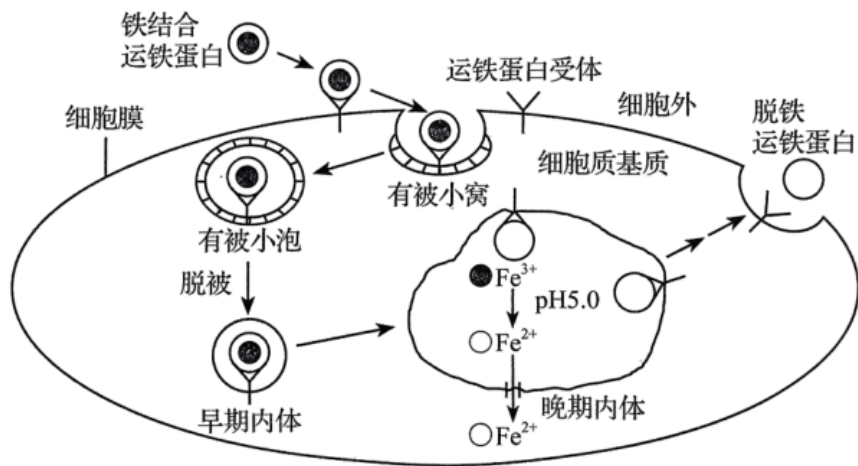 铁结合
运铁蛋白
运铁蛋白受体
细胞外
脱铁
运铁蛋白
细胞膜
细胞质基质
有被小窝
有被小泡
脱被
Fe³⁺
pH5.0
Fe²⁺
早期内体
晚期内体
Fe²⁺